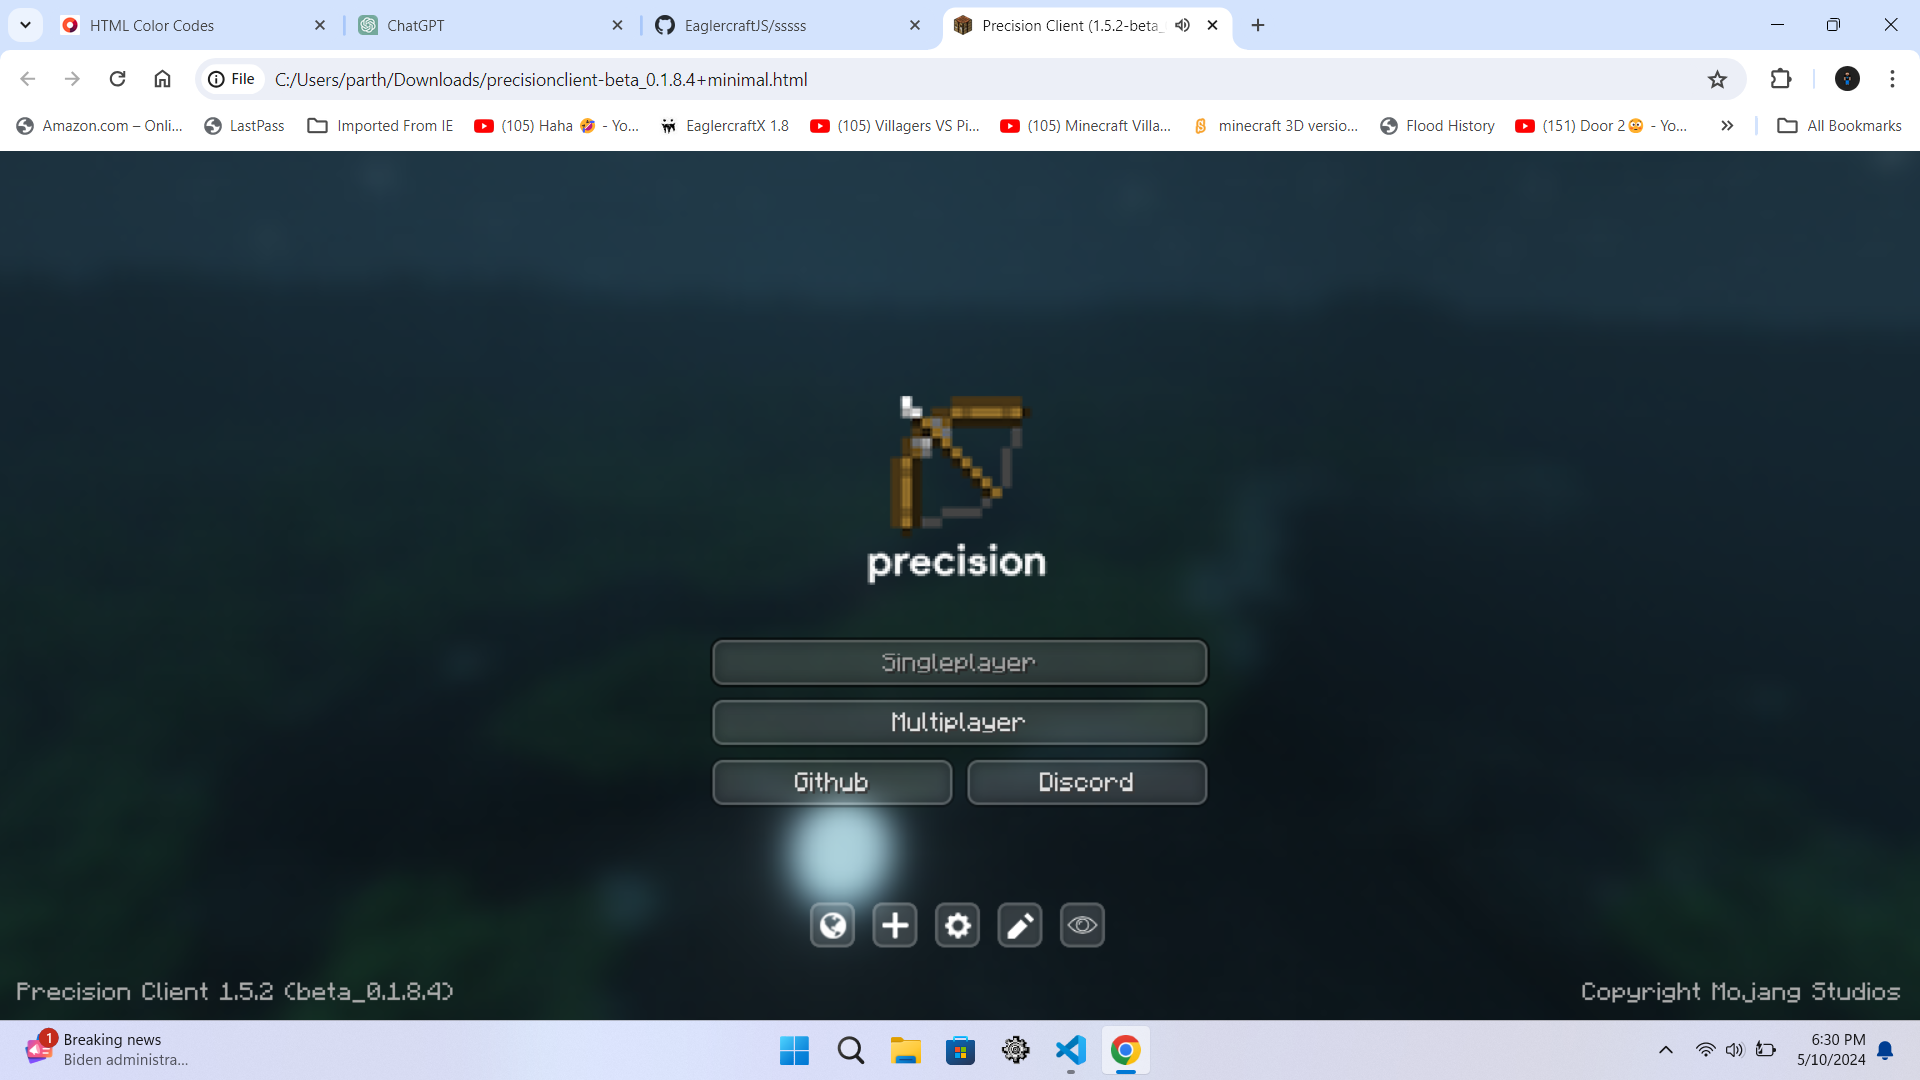 HTML Color Codes
ChatGPT
EaglercraftJS/sssss
Precision Client (1.5.2-beta_
File
C:/Users/parth/Downloads/precisionclient-beta_0.1.8.4+minimal.html
Amazon.com – Onli...
LastPass
Imported From IE
(105) Haha 🤣 - Yo...
EaglercraftX 1.8
(105) Villagers VS Pi...
(105) Minecraft Villa...
minecraft 3D versio...
Flood History
(151) Door 2😳 - Yo...
All Bookmarks
precision
Singleplayer
Multiplayer
Github
Discord
Precision Client 1.5.2 (beta_0.1.8.4)
Copyright Mojang Studios
1
Breaking news
Biden administra...
6:30 PM
5/10/2024